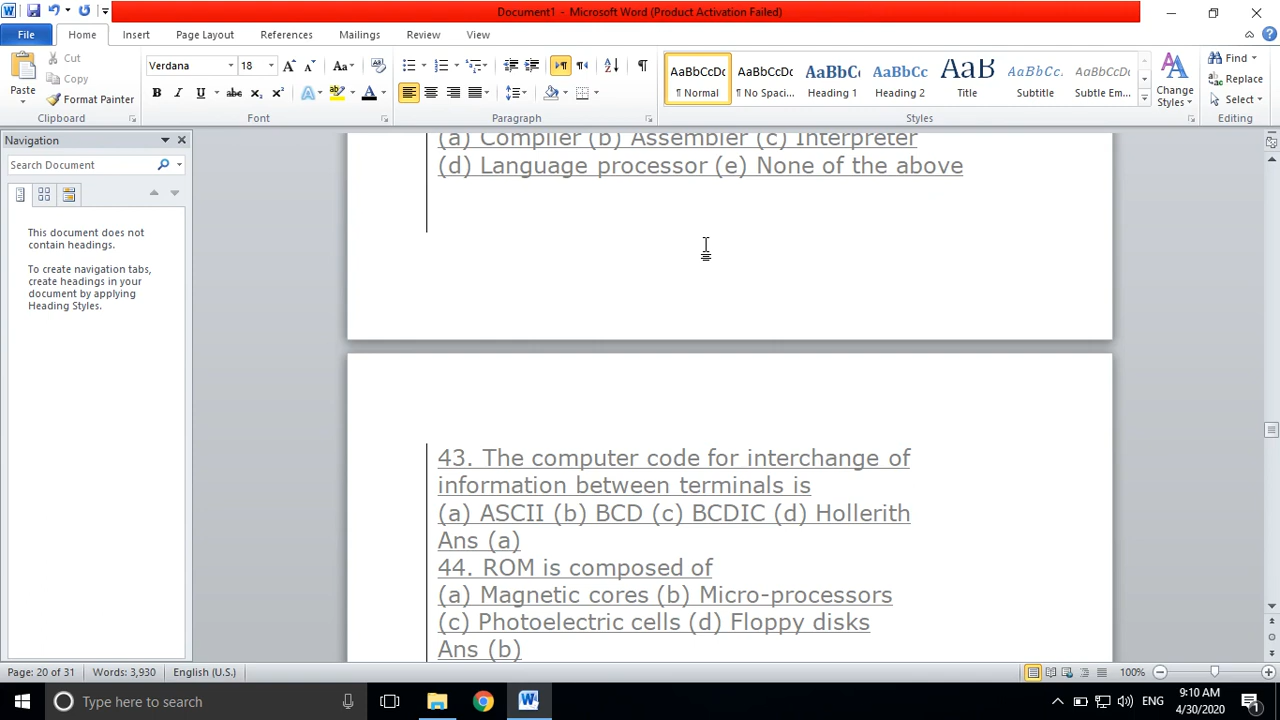 Document1 - Microsoft Word (Product Activation Failed)
File Home Insert Page Layout References Mailings Review View
Paste
Cut
Copy
Format Painter
Clipboard
Verdana 18
Font
Paragraph
AaBbCcDc AaBbCcDc AaBbCc AaBbCc AaB AaBbCc. AaBbCcDc
¶ Normal ¶ No Spaci... Heading 1 Heading 2 Title Subtitle Subtle Em...
Change
Styles
Styles
Find
Replace
Select
Editing
Navigation
Search Document
This document does not
contain headings.
To create navigation tabs,
create headings in your
document by applying
Heading Styles.
(a) Compiler (b) Assembler (c) Interpreter
(d) Language processor (e) None of the above
43. The computer code for interchange of
information between terminals is
(a) ASCII (b) BCD (c) BCDIC (d) Hollerith
Ans (a)
44. ROM is composed of
(a) Magnetic cores (b) Micro-processors
(c) Photoelectric cells (d) Floppy disks
Ans (b)
Page: 20 of 31 Words: 3,930 English (U.S.) 100%
Type here to search
ENG
9:10 AM
4/30/2020
1